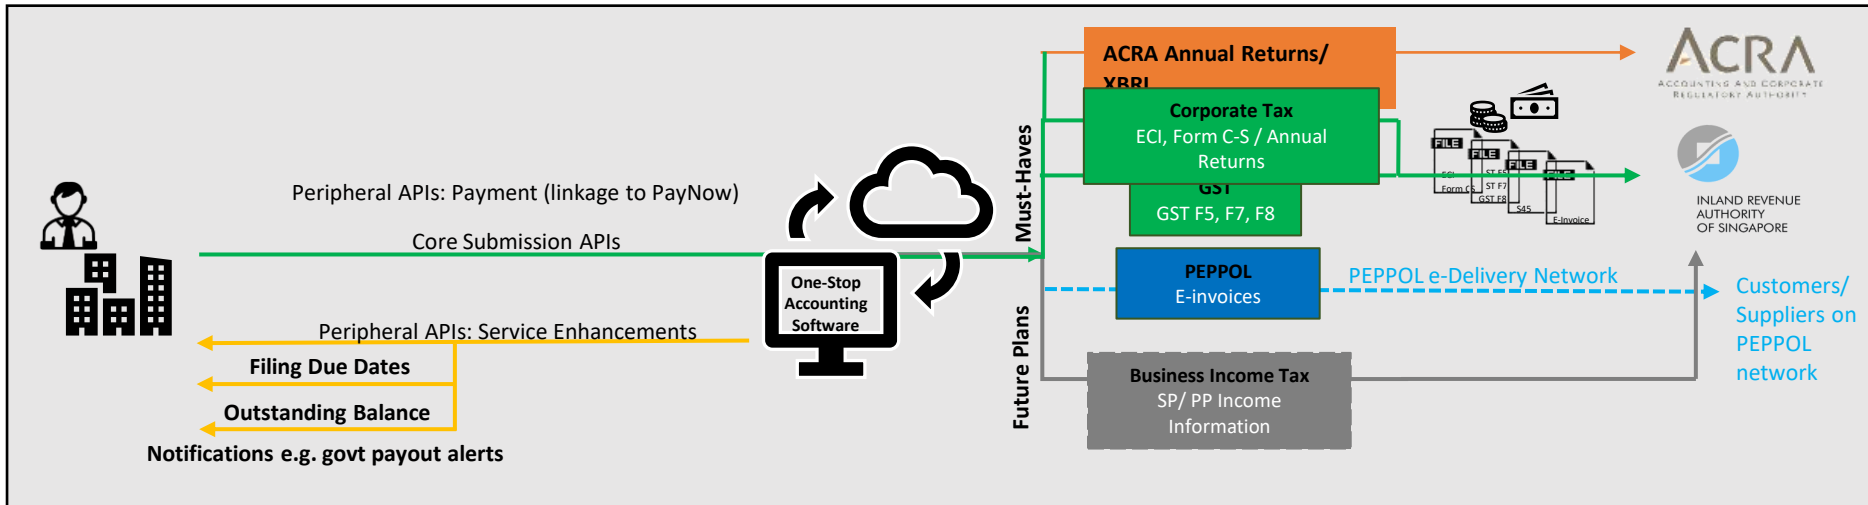 Peripheral APIs: Payment (linkage to PayNow)
Core Submission APIs
Peripheral APIs: Service Enhancements
Filing Due Dates
Outstanding Balance
Notifications e.g. govt payout alerts
One-Stop
Accounting
Software
Must-Haves
Future Plans
ACRA Annual Returns/
XBRL
Corporate Tax
ECI, Form C-S / Annual
Returns
GST
GST F5, F7, F8
PEPPOL
E-invoices
PEPPOL e-Delivery Network
Business Income Tax
SP/ PP Income
Information
FILE
ECI
Form CS
FILE
ST F5
ST F7
GST F8
FILE
S45
FILE
E-Invoice
ACRA
ACCOUNTING AND CORPORATE
REGULATORY AUTHORITY
INLAND REVENUE
AUTHORITY
OF SINGAPORE
Customers/
Suppliers on
PEPPOL
network